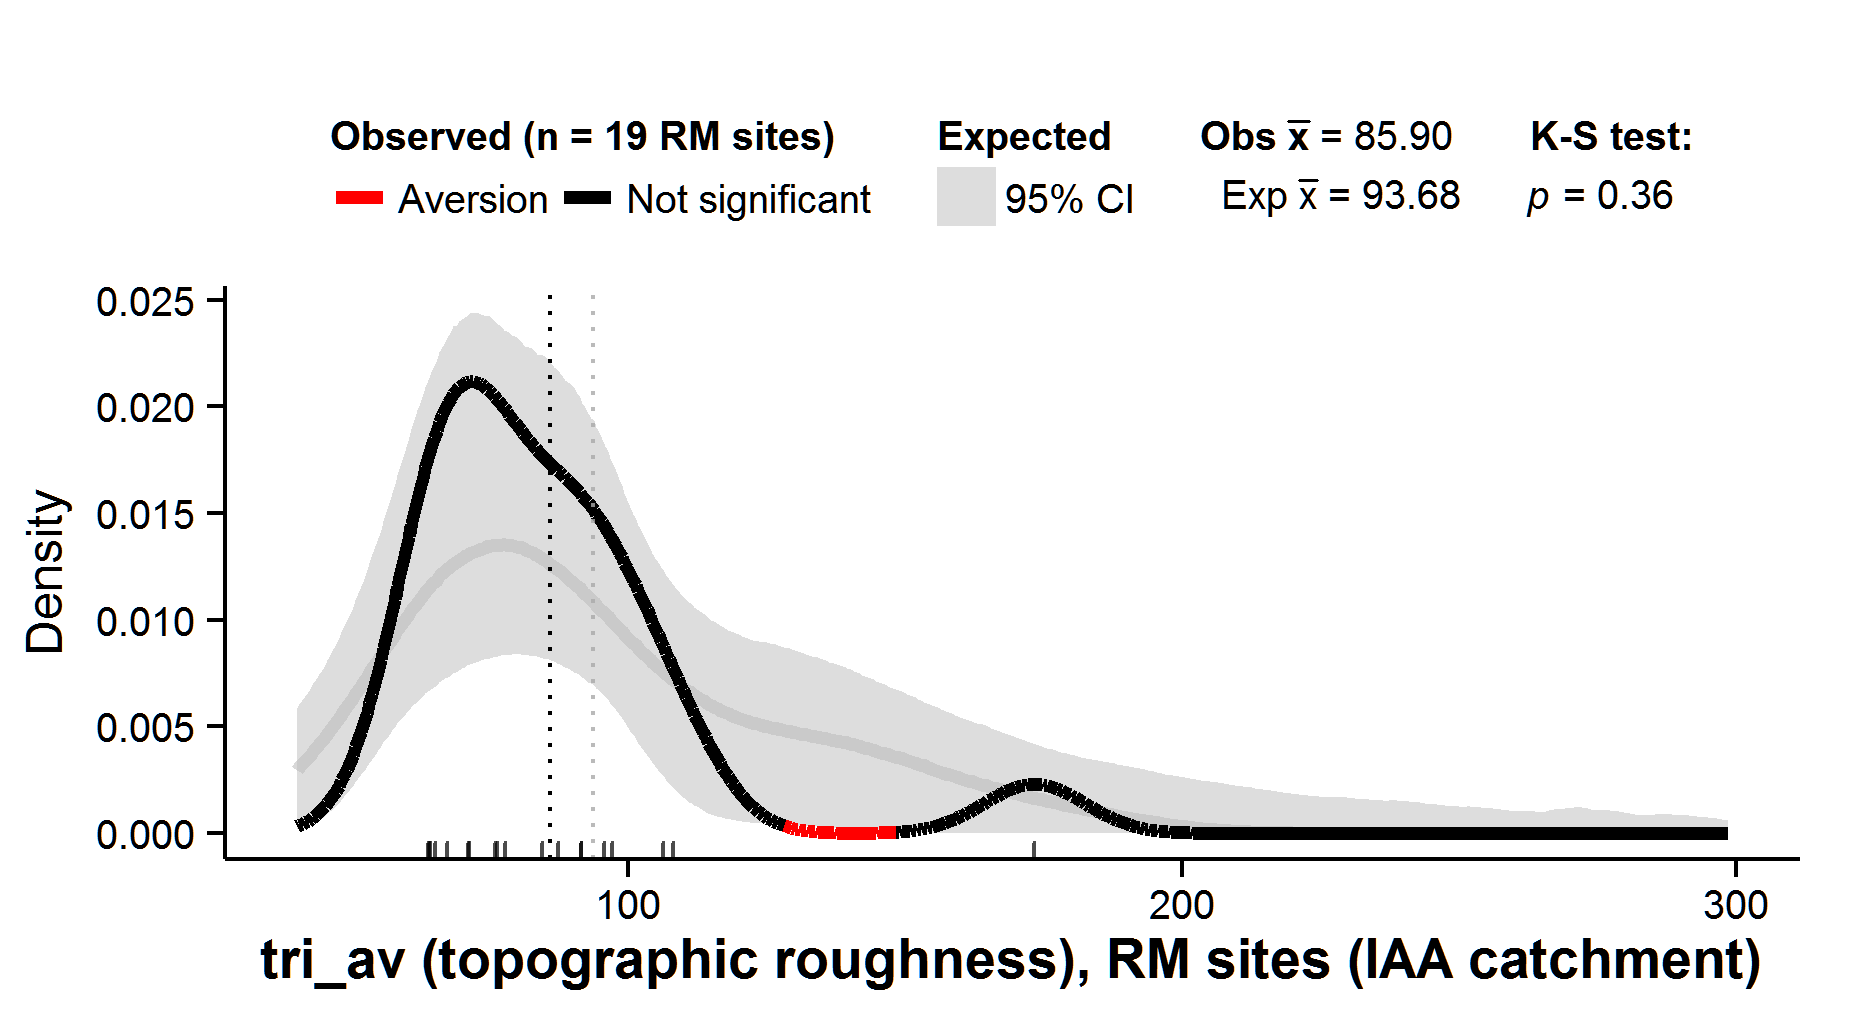 Observed (n = 19 RM sites) Expected Obs x̅ = 85.90 K-S test:
Aversion Not significant 95% CI Exp x̅ = 93.68 p = 0.36
0.025
0.020
0.015
0.010
0.005
0.000
Density
100 200 300
tri_av (topographic roughness), RM sites (IAA catchment)